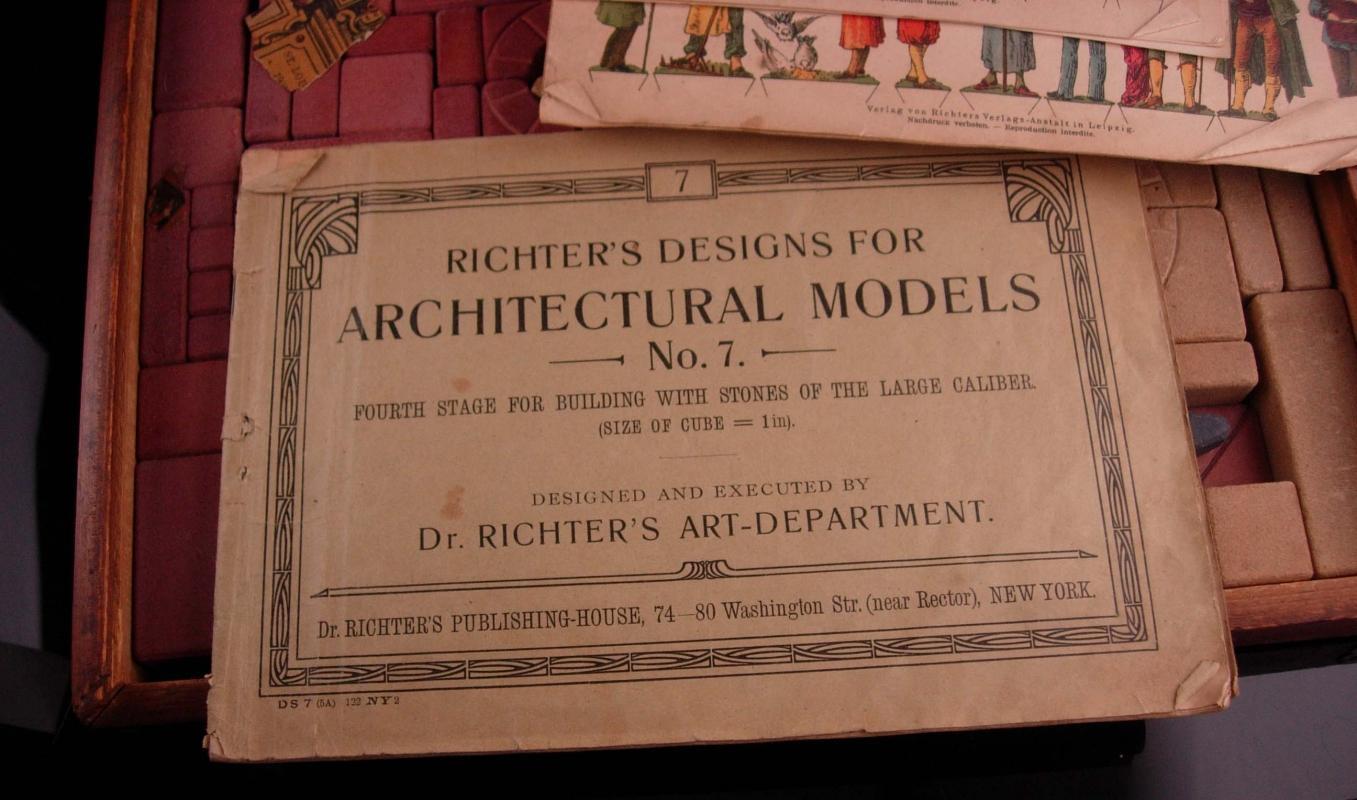 Verlag von Richters Verlags-Anstalt in Leipzig.
Nachdruck verboten. — Reproduction interdite.
7
RICHTER'S DESIGNS FOR
ARCHITECTURAL MODELS
No. 7.
FOURTH STAGE FOR BUILDING WITH STONES OF THE LARGE CALIBER.
(SIZE OF CUBE = 1in).
DESIGNED AND EXECUTED BY
Dr. RICHTER'S ART-DEPARTMENT.
Dr. RICHTER'S PUBLISHING-HOUSE, 74—80 Washington Str. (near Rector), NEW YORK.
DS 7 (5A) 122 NY 2